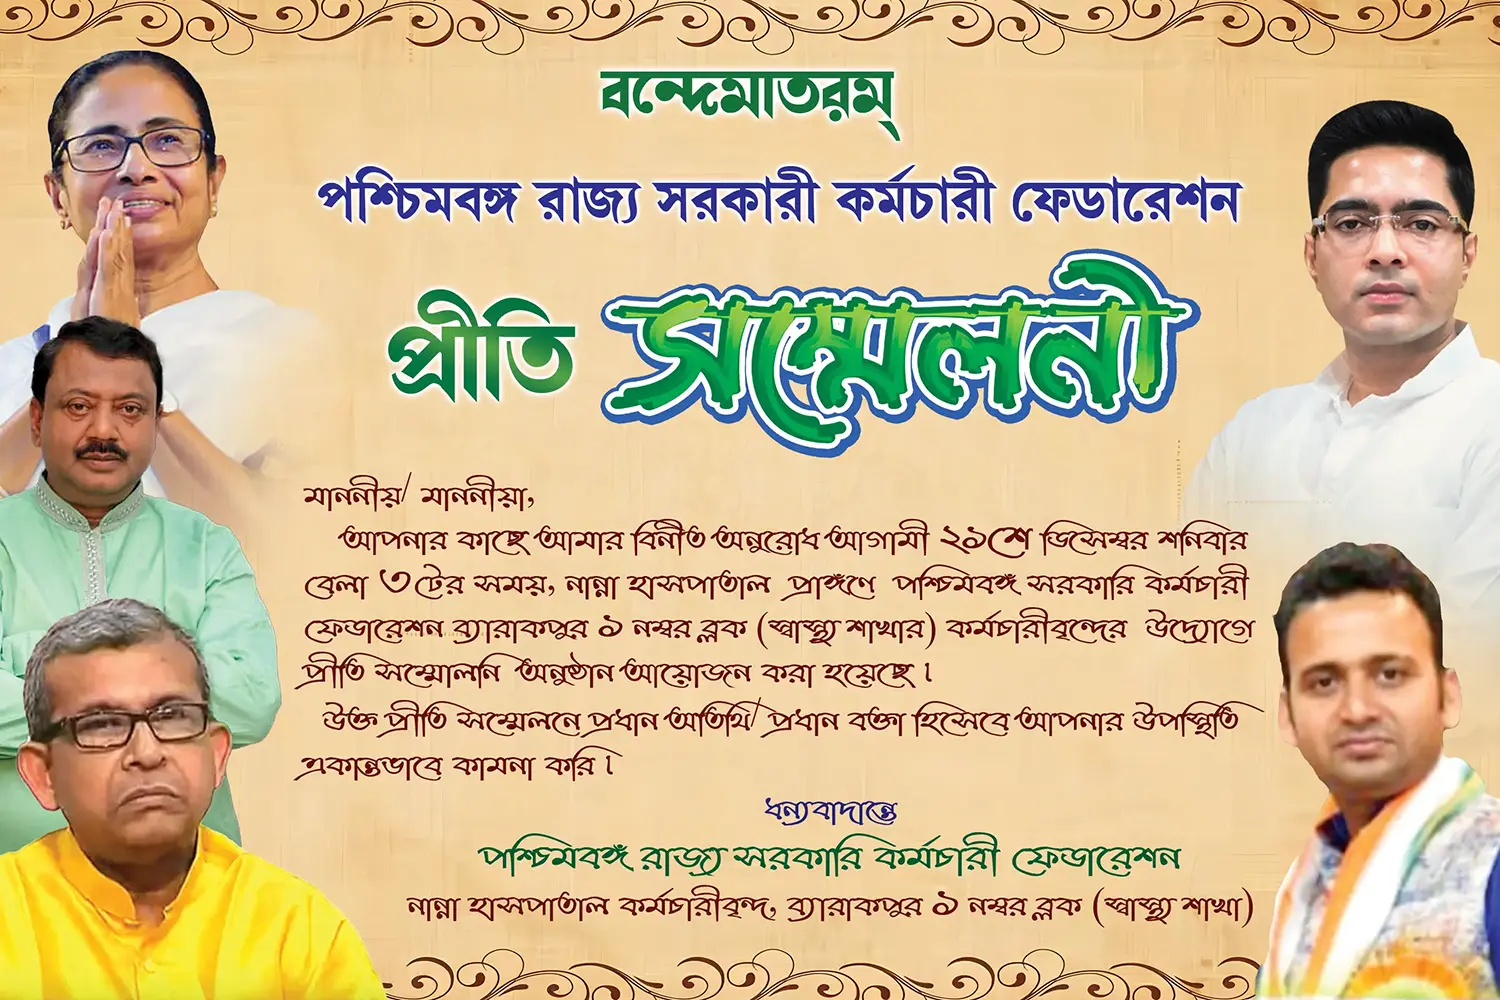 বন্দেমাতরম্
পশ্চিমবঙ্গ রাজ্য সরকারী কর্মচারী ফেডারেশন
প্রীতি সম্মেলনী
মাননীয়/ মাননীয়া,
আপনার কাছে আমার বিনীত অনুরোধ আগামী ২১শে ডিসেম্বর শনিবার
বেলা ৩ টের সময়, নান্না হাসপাতাল প্রাঙ্গণে পশ্চিমবঙ্গ সরকারি কর্মচারী
ফেডারেশন ব্যারাকপুর ১ নম্বর ব্লক (স্বাস্থ্য শাখার) কর্মচারীবৃন্দের উদ্যোগে
প্রীতি সম্মোলনি অনুষ্ঠান আয়োজন করা হয়েছে।
উক্ত প্রীতি সম্মেলনে প্রধান অতিথি/ প্রধান বক্তা হিসেবে আপনার উপস্থিতি
একান্তভাবে কামনা করি।
ধন্যবাদান্তে
পশ্চিমবঙ্গ রাজ্য সরকারি কর্মচারী ফেডারেশন
নান্না হাসপাতাল কর্মচারীবৃন্দ, ব্যারাকপুর ১ নম্বর ব্লক (স্বাস্থ্য শাখা)